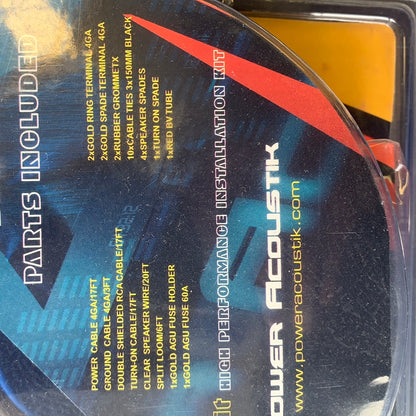 PARTS INCLUDED
POWER CABLE 4GA/17FT
GROUND CABLE 4GA/3FT
DOUBLE SHIELDED RCA CABLE/17FT
TURN-ON CABLE/17FT
CLEAR SPEAKER WIRE/20FT
SPLIT LOOM/6FT
1xGOLD AGU FUSE HOLDER
1xGOLD AGU FUSE 60A
2xGOLD RING TERMINAL 4GA
2xGOLD SPADE TERMINAL 4GA
2xRUBBER GROMMETX
10xCABLE TIES 3x150MM BLACK
4xSPEAKER SPADES
1xTURN ON SPADE
1xRED BV TUBE
HIGH PERFORMANCE INSTALLATION KIT
POWER ACOUSTIK
www.poweracoustik.com